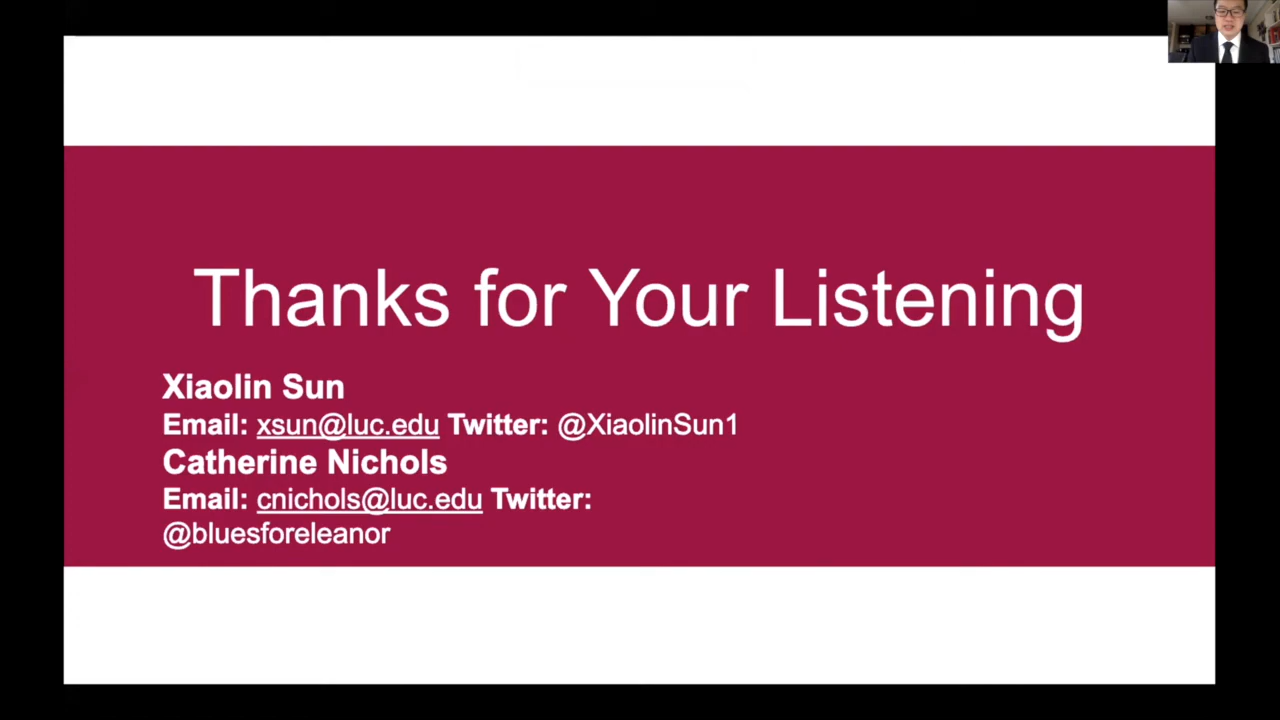 Thanks for Your Listening
Xiaolin Sun
Email: xsun@luc.edu Twitter: @XiaolinSun1
Catherine Nichols
Email: cnichols@luc.edu Twitter:
@bluesforeleanor